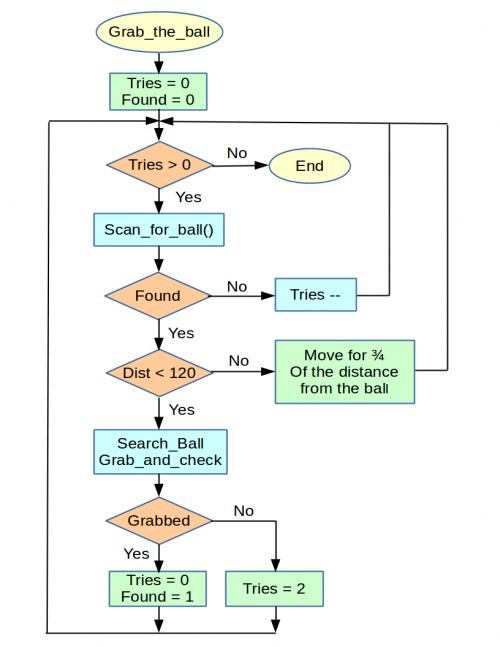 Grab_the_ball
Tries = 0
Found = 0
Tries > 0
No
End
Yes
Scan_for_ball()
Found
No
Tries --
Yes
Dist < 120
No
Move for ¾
Of the distance
from the ball
Yes
Search_Ball
Grab_and_check
Grabbed
No
Yes
Tries = 0
Found = 1
Tries = 2